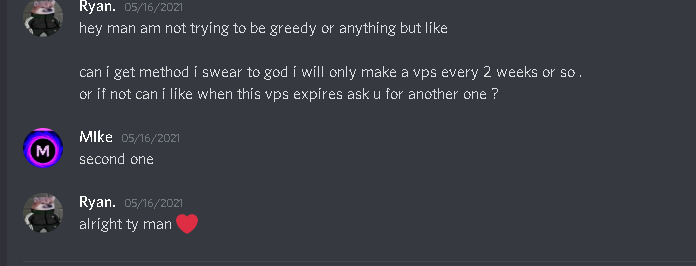 Ryan. 05/16/2021
hey man am not trying to be greedy or anything but like
can i get method i swear to god i will only make a vps every 2 weeks or so .
or if not can i like when this vps expires ask u for another one ?
M
MIke 05/16/2021
second one
Ryan. 05/16/2021
alright ty man ❤️